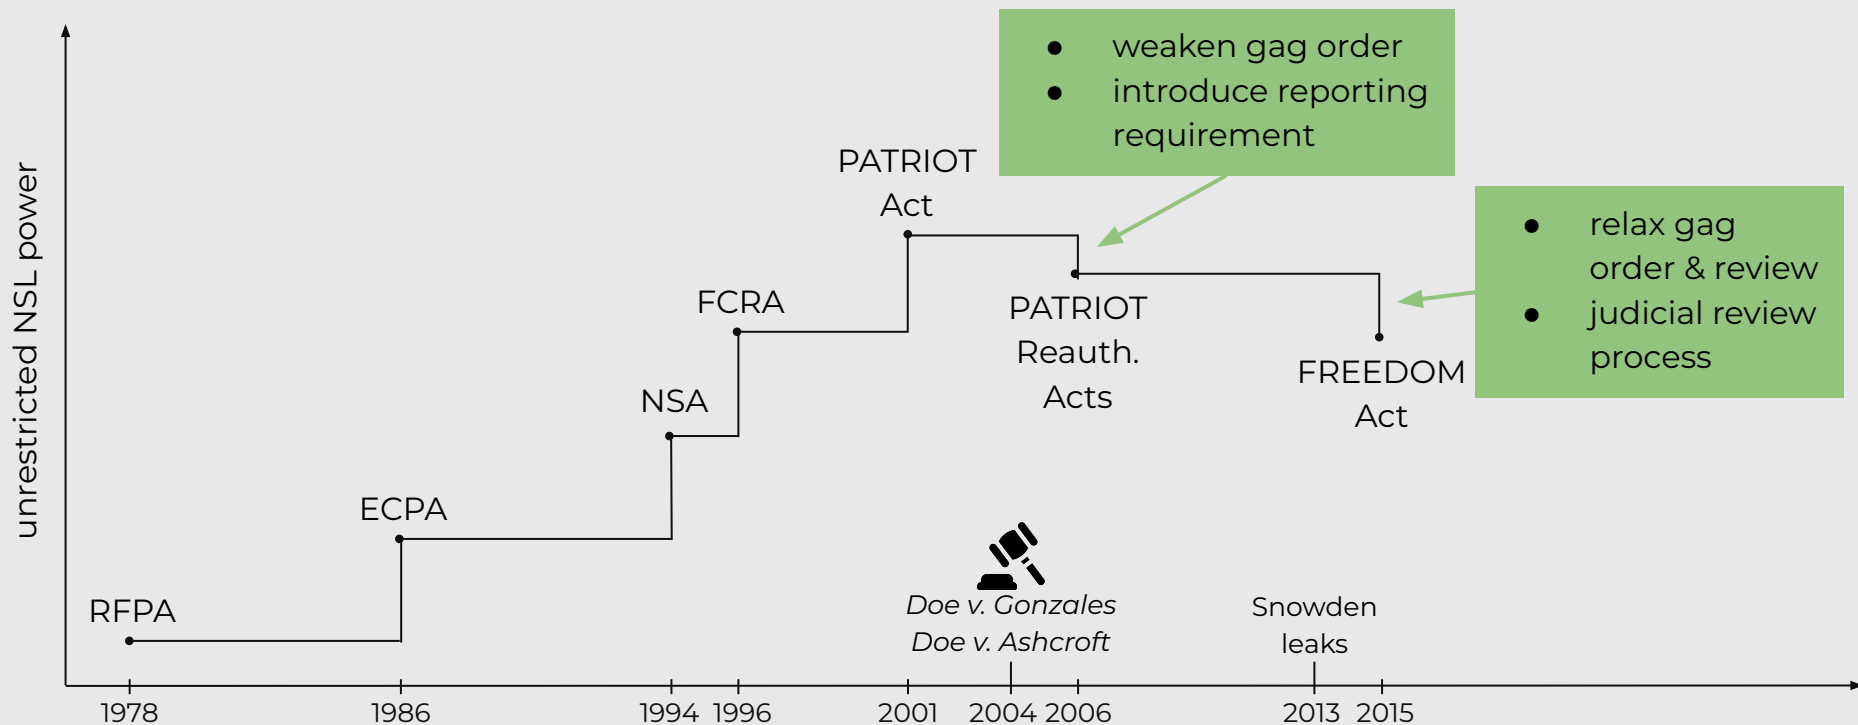 unrestricted NSL power
RFPA
ECPA
NSA
FCRA
PATRIOT
Act
● weaken gag order
● introduce reporting
requirement
PATRIOT
Reauth.
Acts
● relax gag
order & review
● judicial review
process
FREEDOM
Act
Doe v. Gonzales
Doe v. Ashcroft
Snowden
leaks
1978 1986 1994 1996 2001 2004 2006 2013 2015